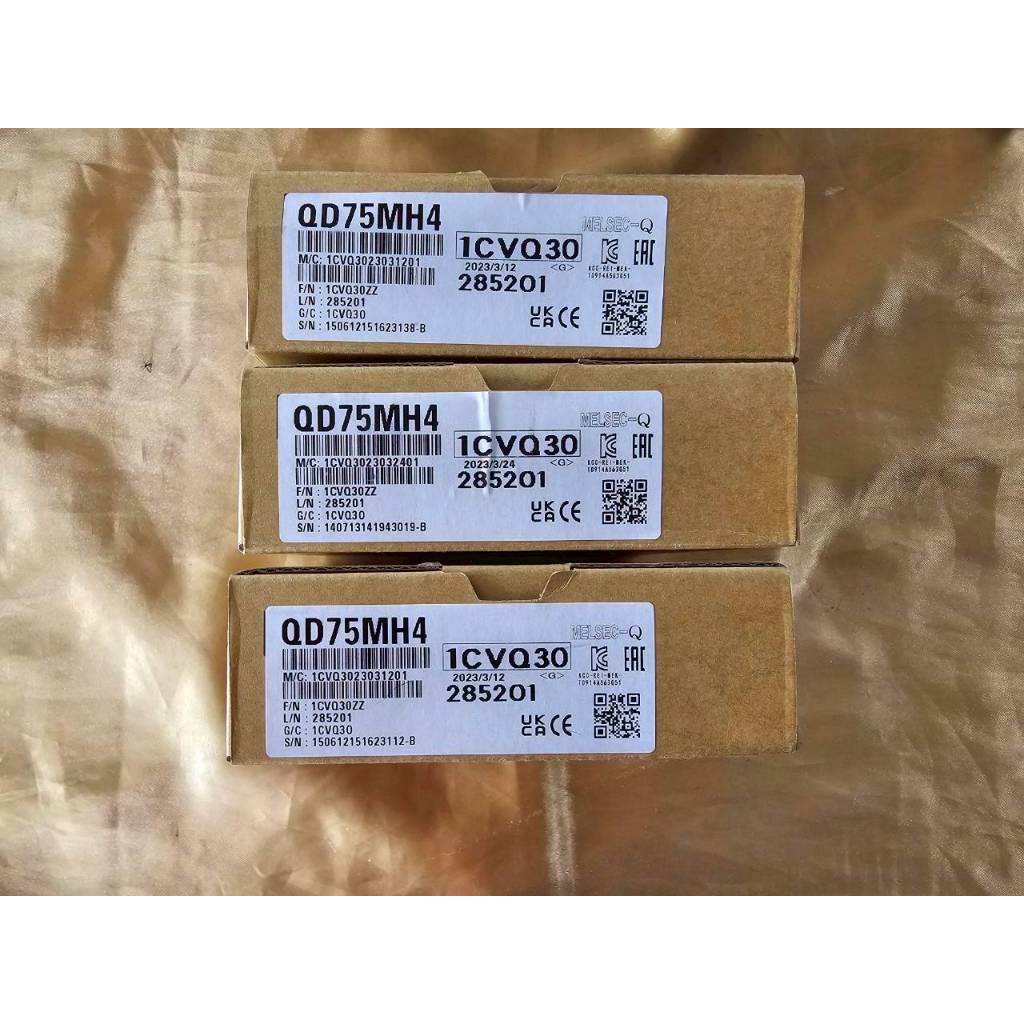 QD75MH4
MELSEC-Q
1CVQ30
M/C: 1CVQ3023031201
2023/3/12 <G>
EAC
285201
F/N : 1CVQ30ZZ
L/N : 285201
G/C : 1CVQ30
S/N : 150612151623138-B
UK
CA CE
QD75MH4
MELSEC-Q
1CVQ30
M/C: 1CVQ3023032401
2023/3/24 <G>
EAC
285201
F/N : 1CVQ30ZZ
L/N : 285201
G/C : 1CVQ30
S/N : 140713141943019-B
UK
CA CE
QD75MH4
MELSEC-Q
1CVQ30
M/C: 1CVQ3023031201
2023/3/12 <G>
EAC
285201
F/N : 1CVQ30ZZ
L/N : 285201
G/C : 1CVQ30
S/N : 150612151623112-B
UK
CA CE